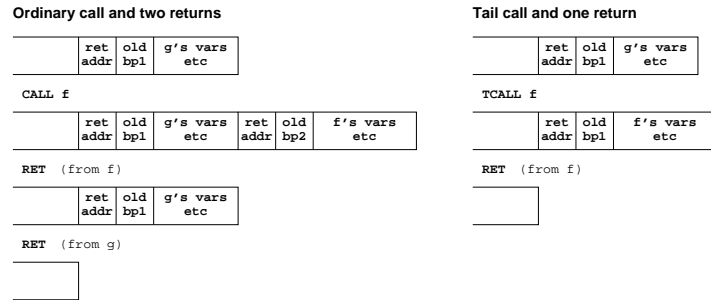 Ordinary call and two returns
ret old g's vars
addr bp1 etc
CALL f
ret old g's vars ret old f's vars
addr bp1 etc addr bp2 etc
RET (from f)
ret old g's vars
addr bp1 etc
RET (from g)
Tail call and one return
ret old g's vars
addr bp1 etc
TCALL f
ret old f's vars
addr bp1 etc
RET (from f)